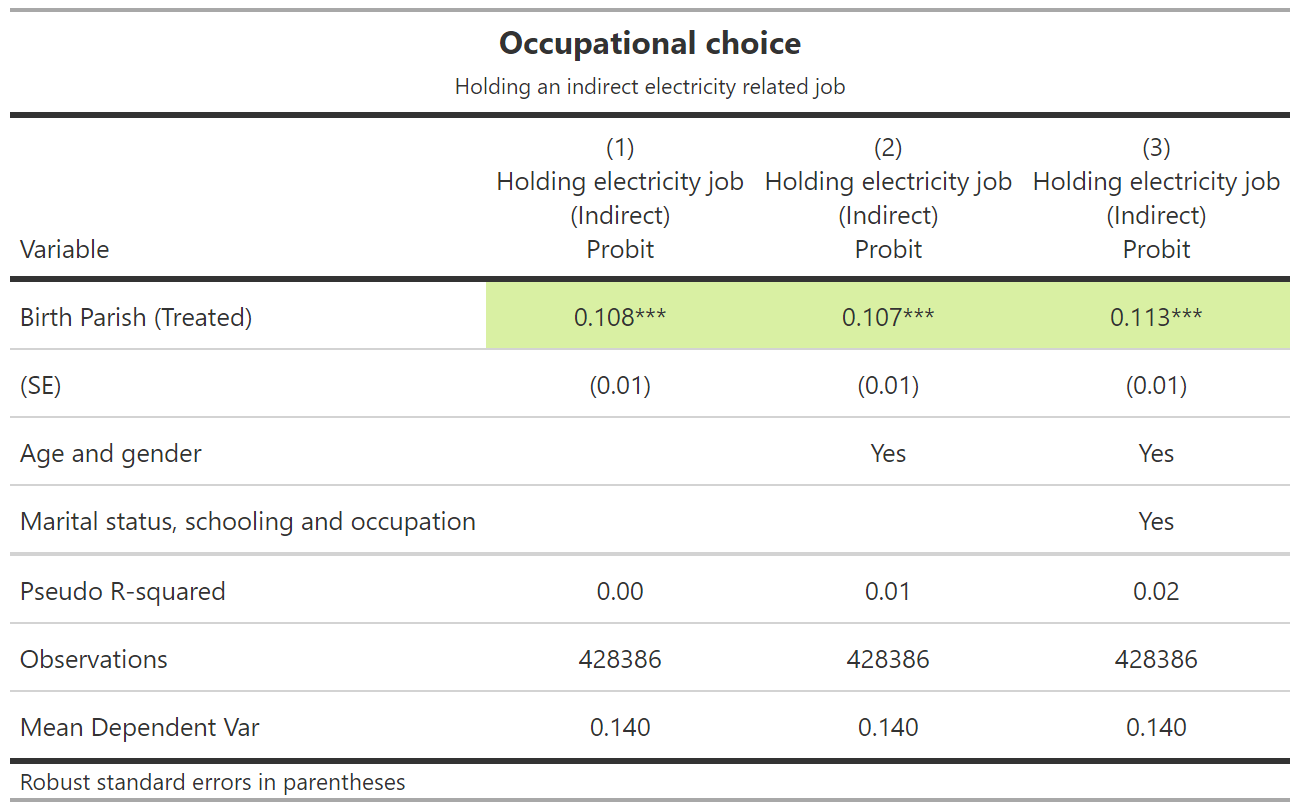 Occupational choice
Holding an indirect electricity related job
(1) (2) (3)
Holding electricity job Holding electricity job Holding electricity job
(Indirect) (Indirect) (Indirect)
Variable Probit Probit Probit
Birth Parish (Treated) 0.108*** 0.107*** 0.113***
(SE) (0.01) (0.01) (0.01)
Age and gender Yes Yes
Marital status, schooling and occupation Yes
Pseudo R-squared 0.00 0.01 0.02
Observations 428386 428386 428386
Mean Dependent Var 0.140 0.140 0.140
Robust standard errors in parentheses